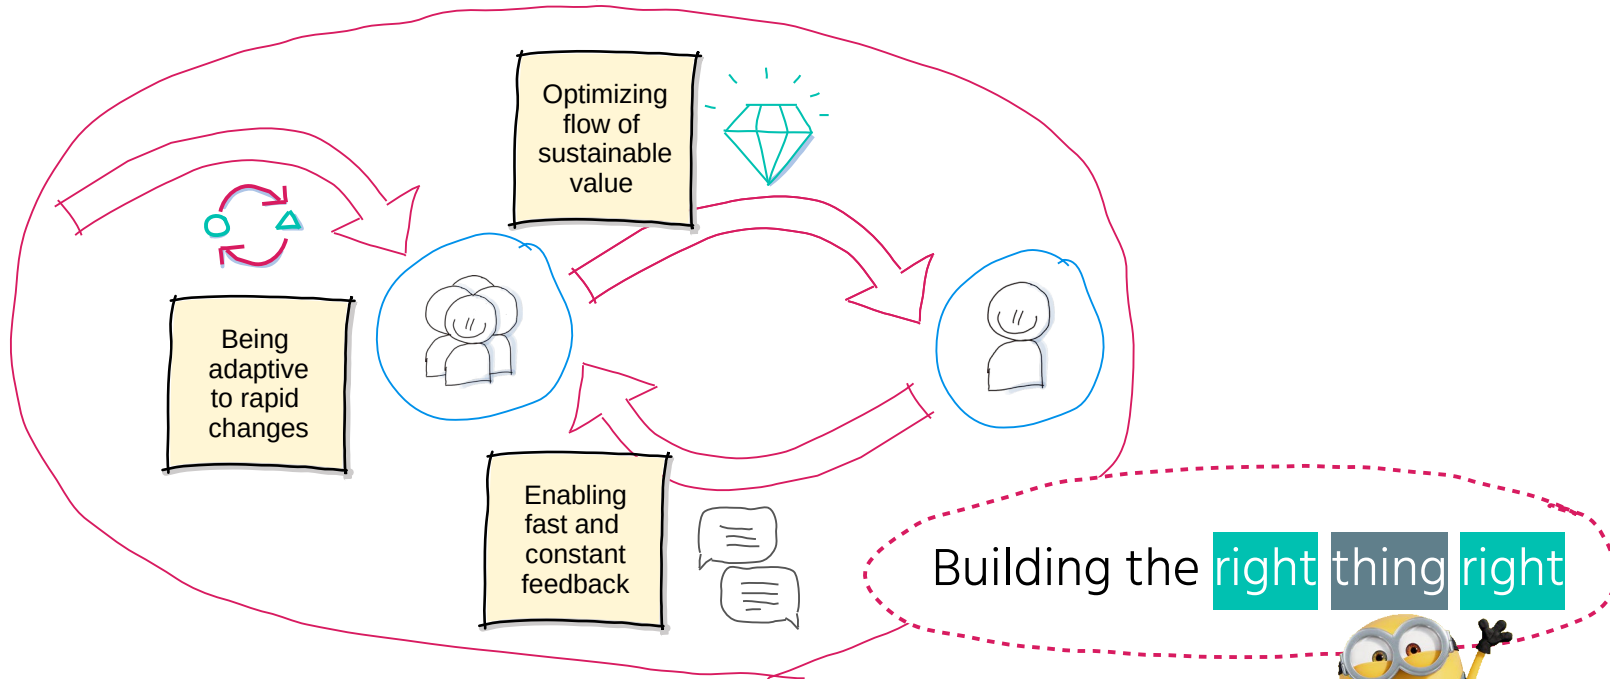 Optimizing
flow of
sustainable
value
Being
adaptive
to rapid
changes
Enabling
fast and
constant
feedback
Building the right thing right